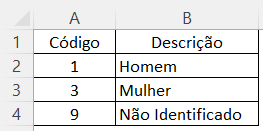 A B
1 Código Descrição
2 1 Homem
3 3 Mulher
4 9 Não Identificado